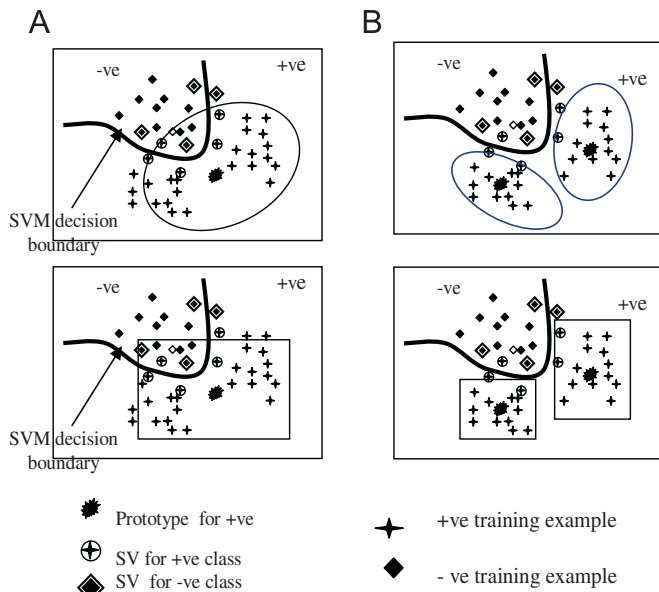 A
B
-ve
+ve
-ve
+ve
SVM decision
boundary
-ve
+ve
-ve
+ve
SVM decision
boundary
Prototype for +ve
SV for +ve class
SV for -ve class
+ve training example
- ve training example